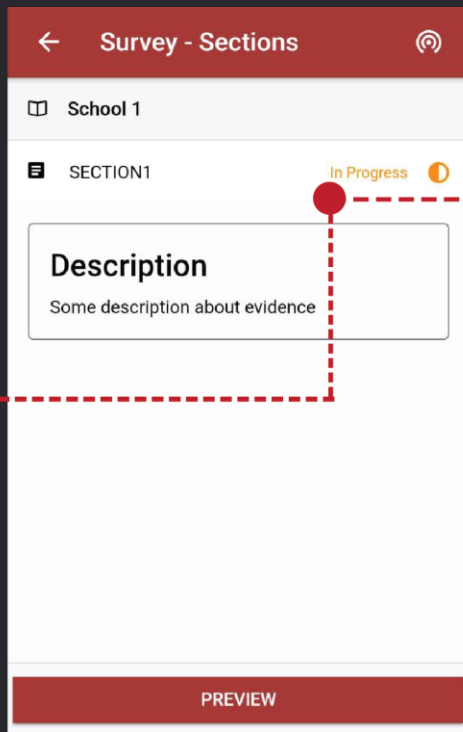 Survey - Sections
School 1
SECTION1 In Progress
Description
Some description about evidence
PREVIEW